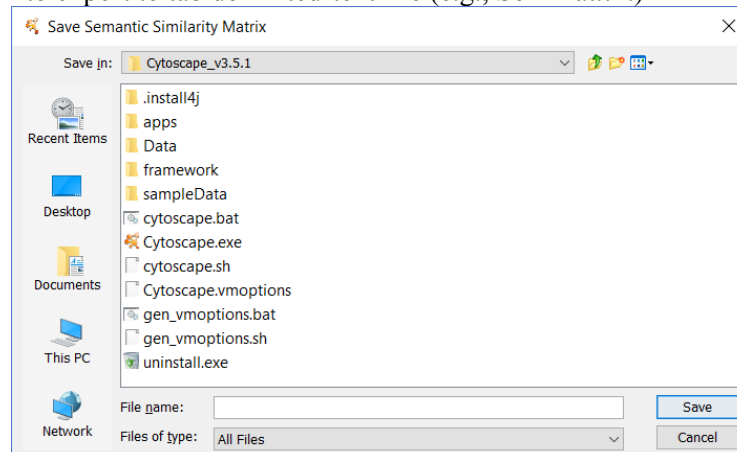 Save Semantic Similarity Matrix
Save in: Cytoscape_v3.5.1
.install4j
apps
Data
framework
sampleData
cytoscape.bat
Cytoscape.exe
cytoscape.sh
Cytoscape.vmoptions
gen_vmoptions.bat
gen_vmoptions.sh
uninstall.exe
Recent Items
Desktop
Documents
This PC
Network
File name:
Save
Files of type: All Files
Cancel